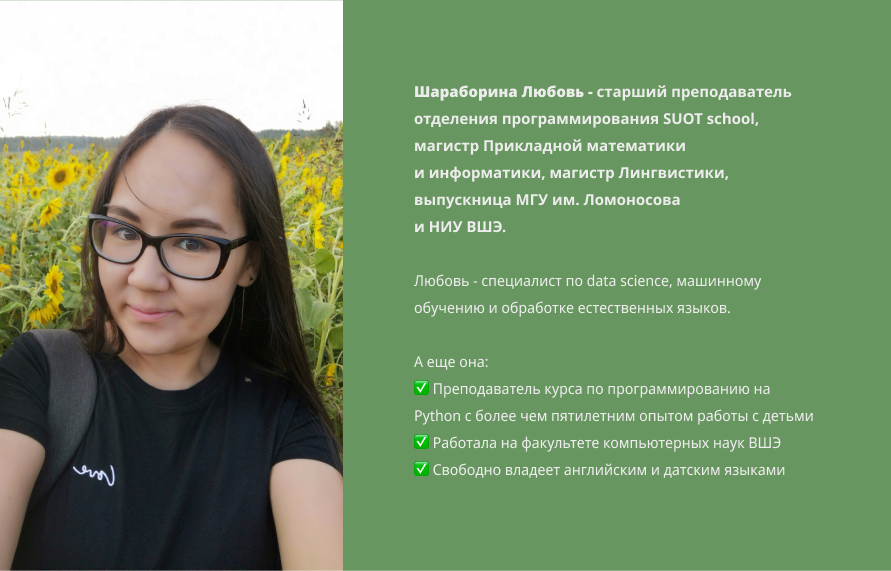 Шараборина Любовь - старший преподаватель
отделения программирования SUOT school,
магистр Прикладной математики
и информатики, магистр Лингвистики,
выпускница МГУ им. Ломоносова
и НИУ ВШЭ.
Любовь - специалист по data science, машинному
обучению и обработке естественных языков.
А еще она:
✅ Преподаватель курса по программированию на
Python с более чем пятилетним опытом работы с детьми
✅ Работала на факультете компьютерных наук ВШЭ
✅ Свободно владеет английским и датским языками
love